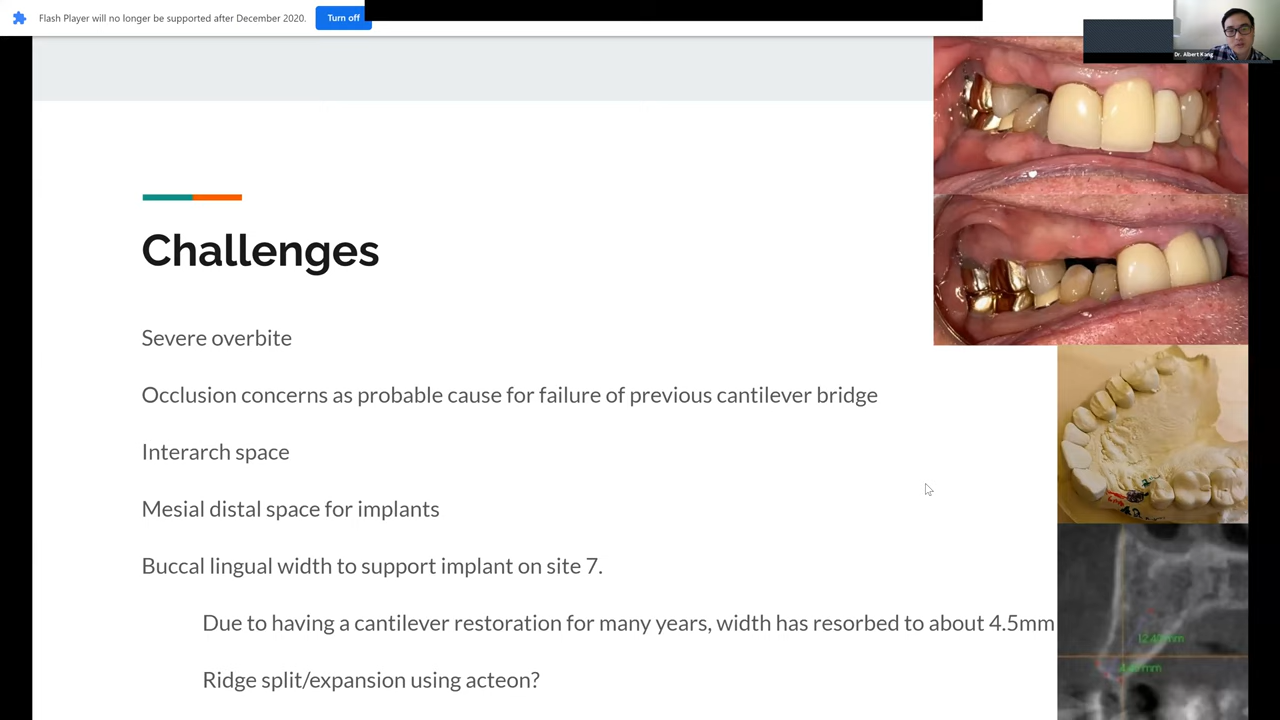 Flash Player will no longer be supported after December 2020.
Turn off
Dr. Albert Kong
Challenges
Severe overbite
Occlusion concerns as probable cause for failure of previous cantilever bridge
Interarch space
Mesial distal space for implants
Buccal lingual width to support implant on site 7.
Due to having a cantilever restoration for many years, width has resorbed to about 4.5mm
Ridge split/expansion using acteon?